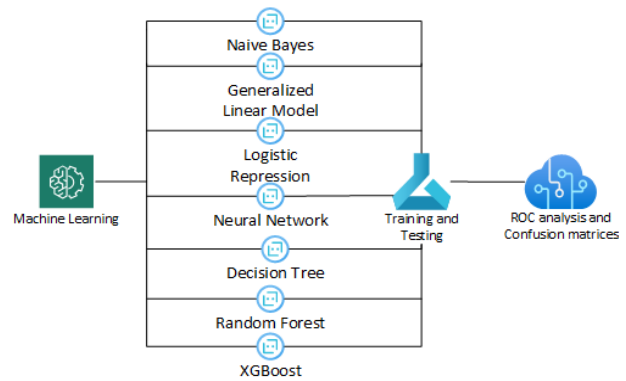 Naive Bayes
Generalized
Linear Model
Logistic
Repression
Machine Learning
Neural Network
Training and
Testing
ROC analysis and
Confusion matrices
Decision Tree
Random Forest
XGBoost